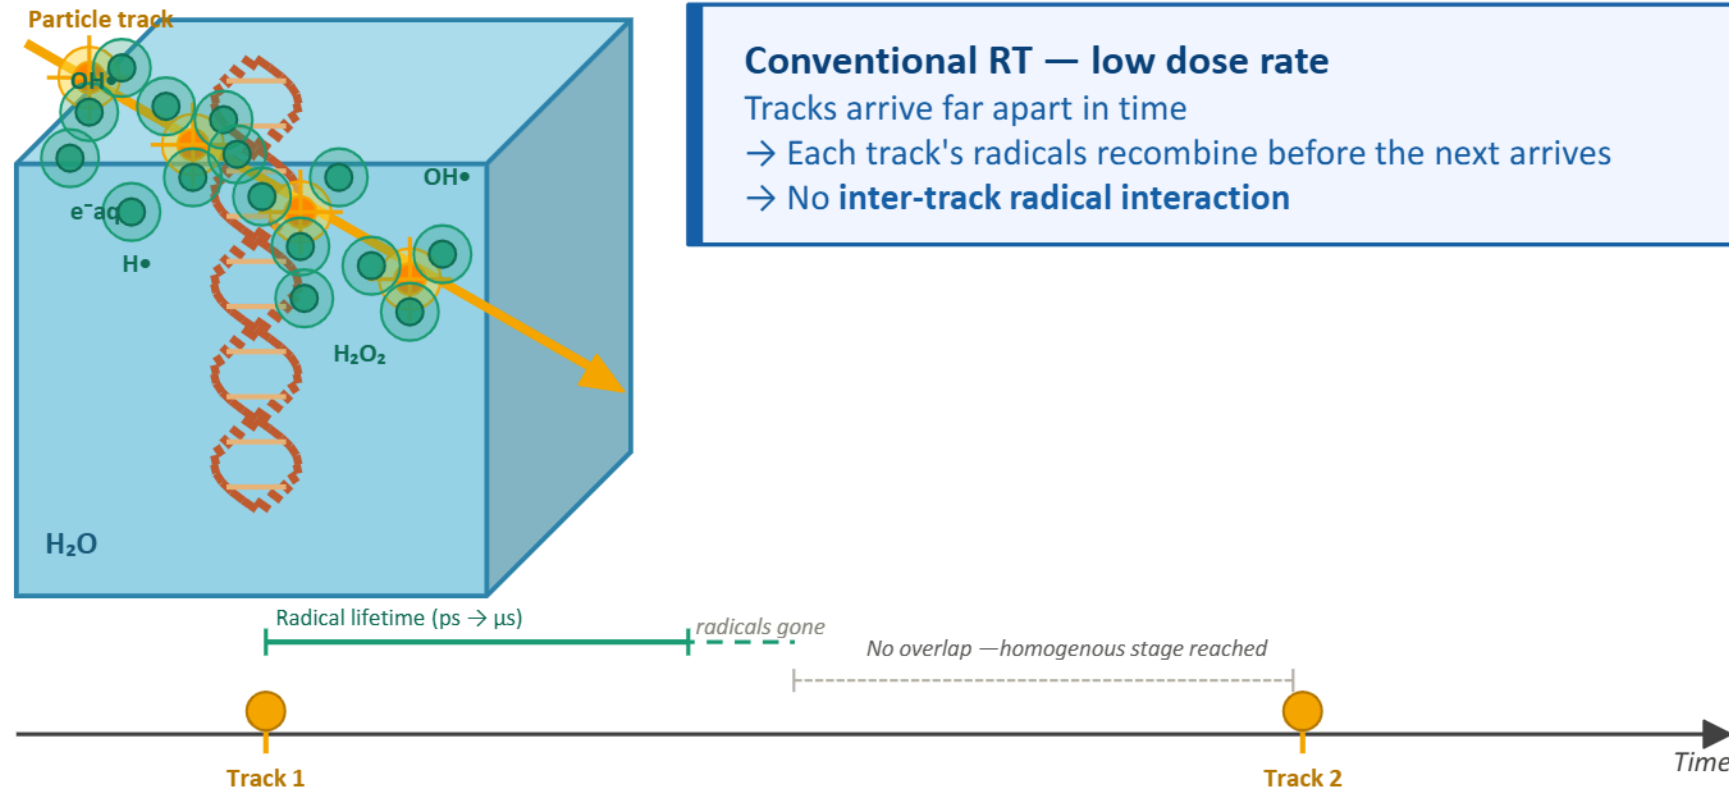 Particle track
OH•
e⁻aq
H•
OH•
H₂O₂
H₂O
Conventional RT — low dose rate
Tracks arrive far apart in time
→ Each track's radicals recombine before the next arrives
→ No inter-track radical interaction
Radical lifetime (ps → μs)
radicals gone
No overlap —homogenous stage reached
Track 1
Track 2
Time